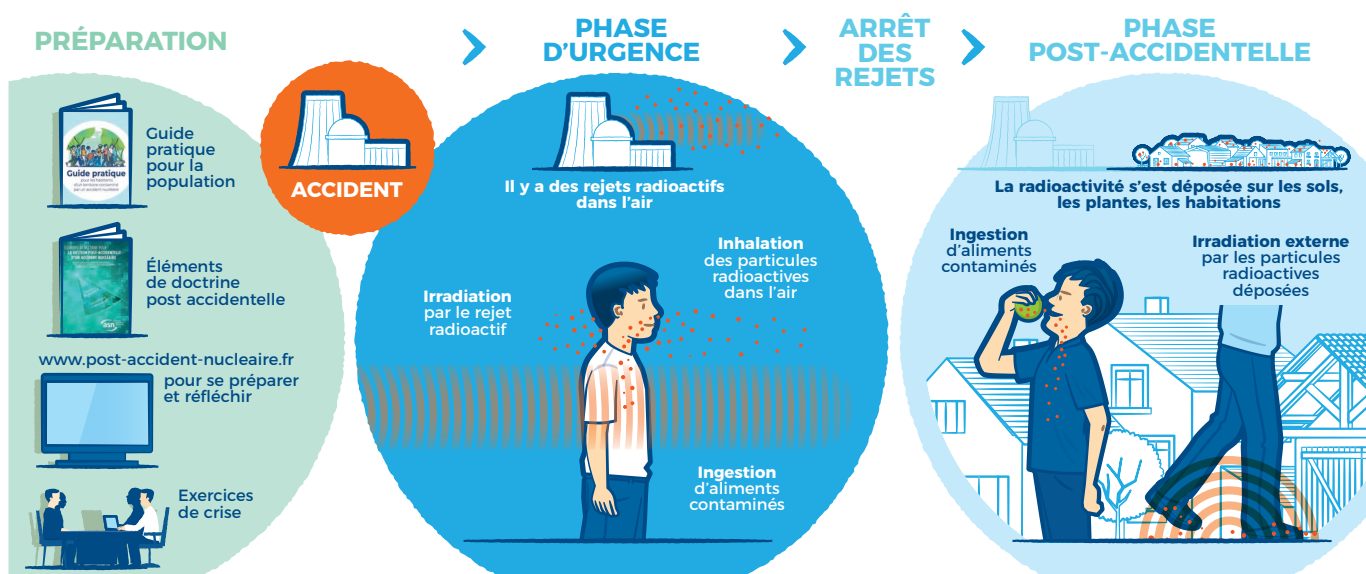 PRÉPARATION
Guide
pratique
pour la
population
Guide pratique
Éléments
de doctrine
post accidentelle
asn
www.post-accident-nucleaire.fr
pour se préparer
et réfléchir
Exercices
de crise
ACCIDENT
PHASE
D'URGENCE
Il y a des rejets radioactifs
dans l'air
Irradiation
par le rejet
radioactif
Inhalation
des particules
radioactives
dans l'air
Ingestion
d'aliments
contaminés
ARRÊT
DES
REJETS
PHASE
POST-ACCIDENTELLE
La radioactivité s'est déposée sur les sols,
les plantes, les habitations
Ingestion
d'aliments
contaminés
Irradiation externe
par les particules
radioactives
déposées